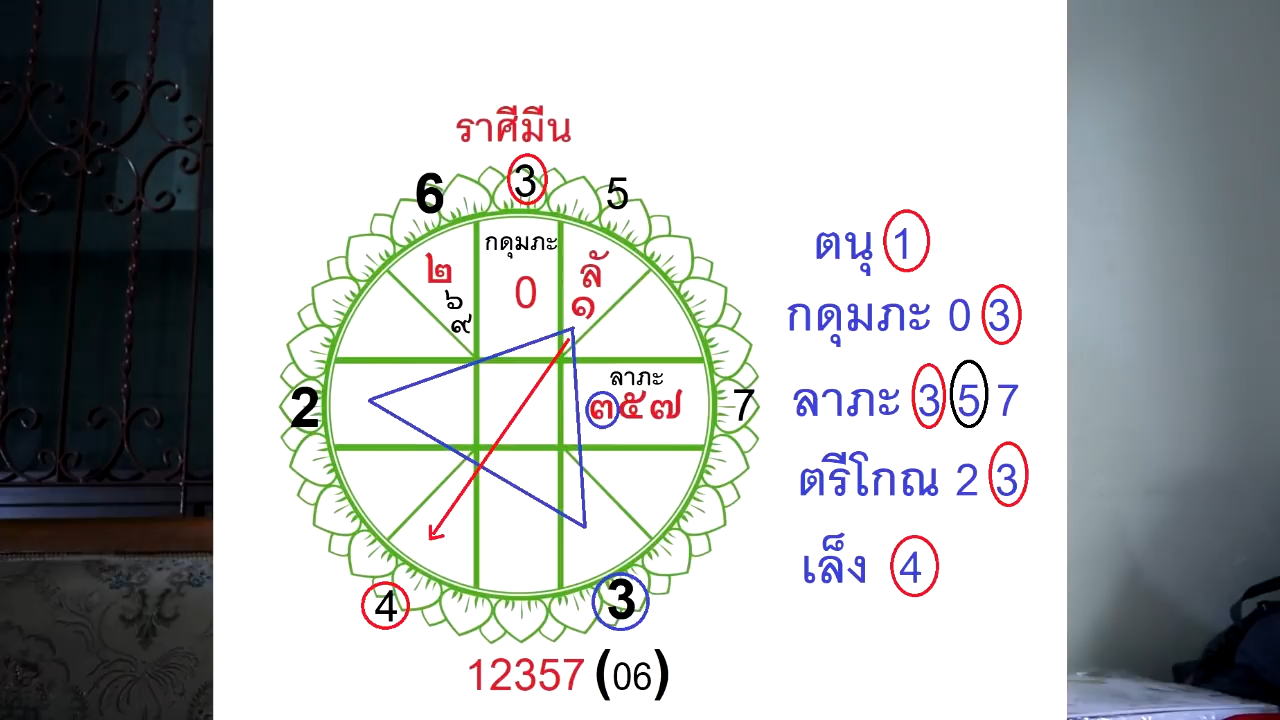 ราศีมีน
6 3 5
กดุมภะ
๒ 0 ลั
๖ ๑
๙
ลาภะ
2 ๓๕๗ 7
4 3
12357 (06)
ตนุ 1
กดุมภะ 0 3
ลาภะ 3 5 7
ตรีโกณ 2 3
เล็ง 4